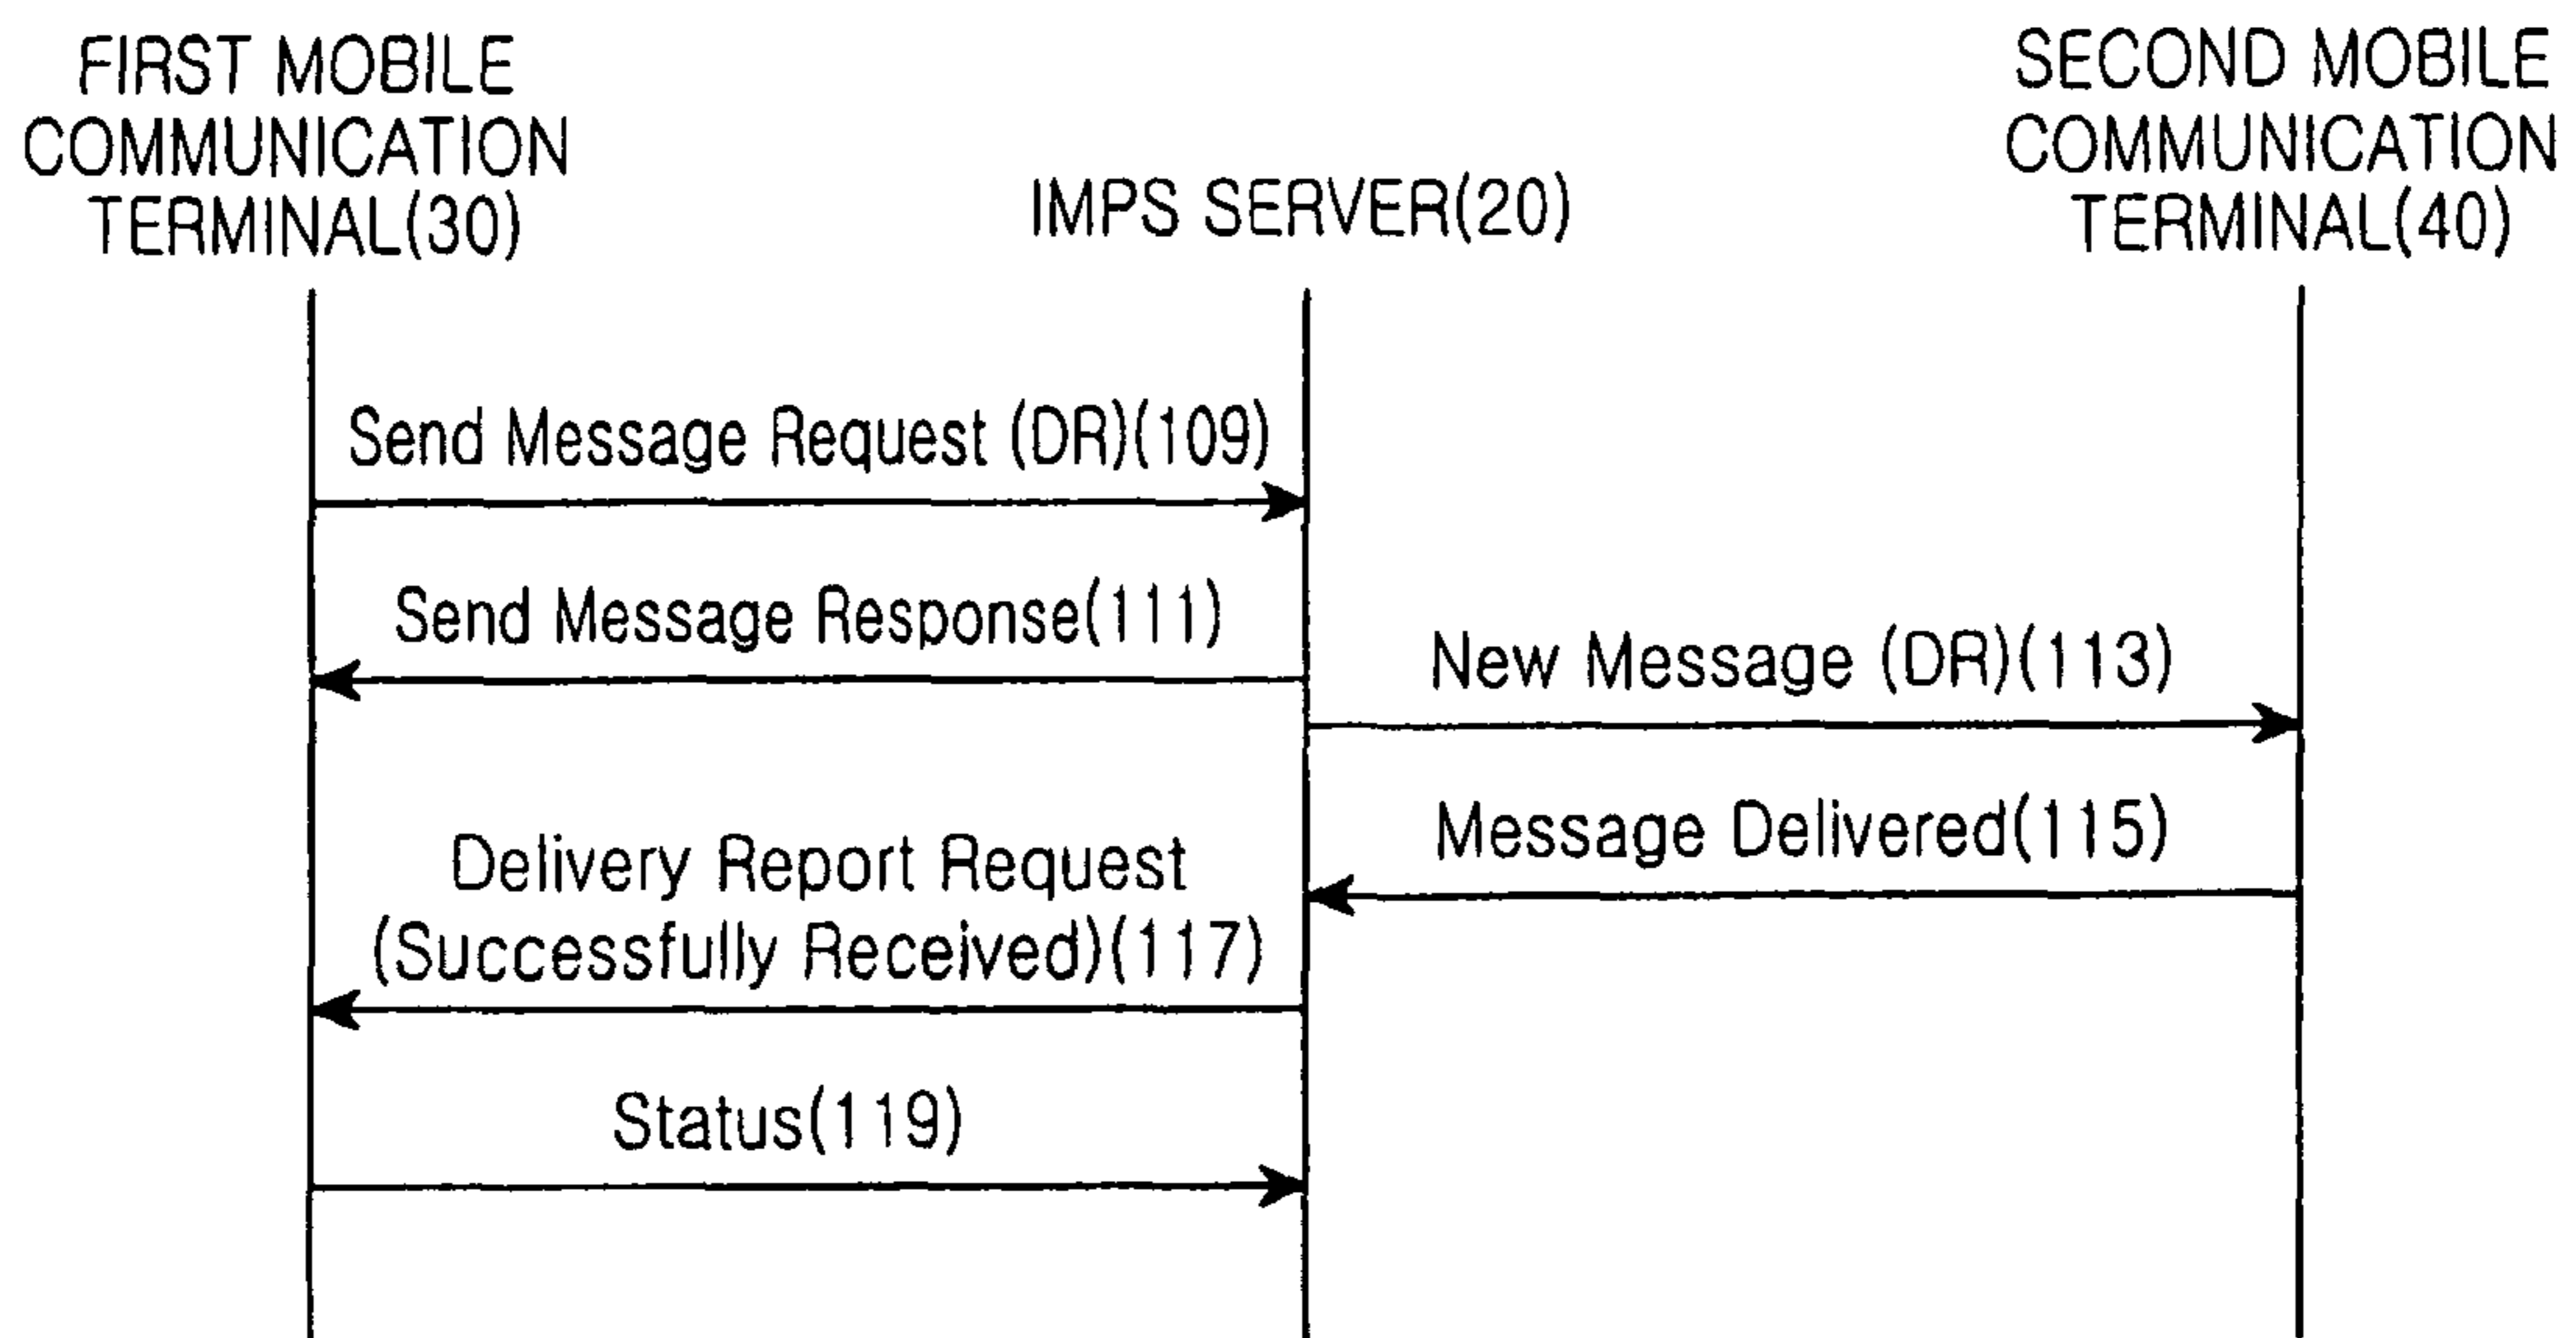 FIRST MOBILE
COMMUNICATION
TERMINAL(30)
IMPS SERVER(20)
SECOND MOBILE
COMMUNICATION
TERMINAL(40)
Send Message Request (DR)(109)
Send Message Response(111)
New Message (DR)(113)
Message Delivered(115)
Delivery Report Request
(Successfully Received)(117)
Status(119)